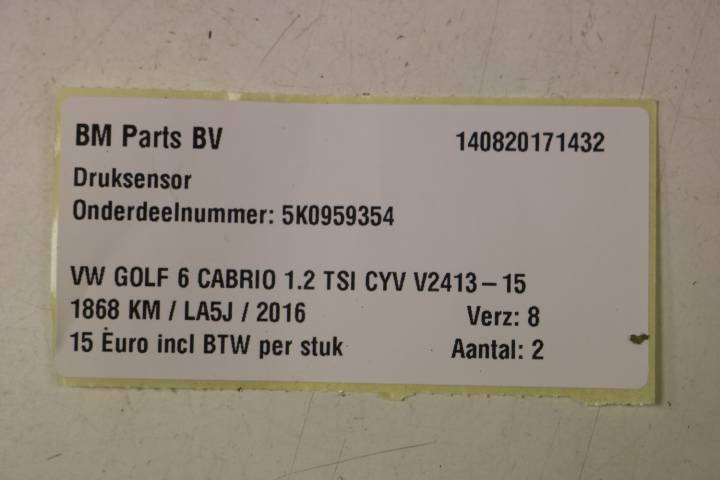 BM Parts BV 140820171432
Druksensor
Onderdeelnummer: 5K0959354
VW GOLF 6 CABRIO 1.2 TSI CYV V2413 – 15
1868 KM / LA5J / 2016 Verz: 8
15 Euro incl BTW per stuk Aantal: 2